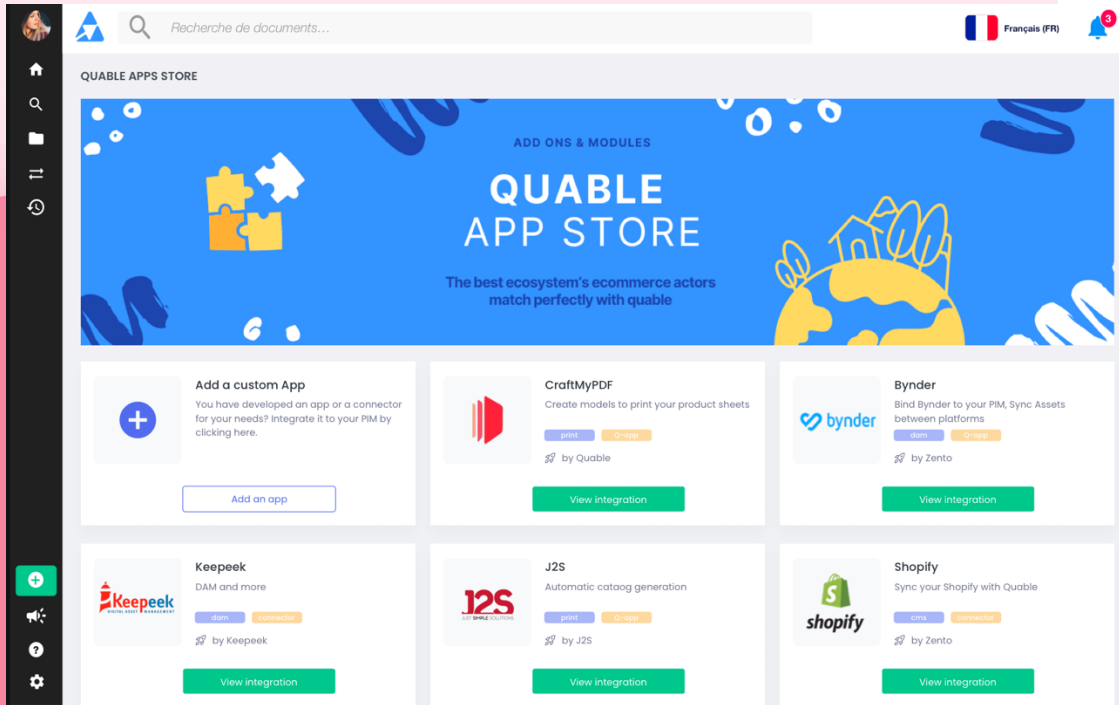 Recherche de documents...
Français (FR)
3
QUABLE APPS STORE
ADD ONS & MODULES
QUABLE
APP STORE
The best ecosystem's ecommerce actors
match perfectly with quable
Add a custom App
You have developed an app or a connector
for your needs? Integrate it to your PIM by
clicking here.
Add an app
CraftMyPDF
Create models to print your product sheets
print
Q-app
by Quable
View integration
bynder
Bynder
Bind Bynder to your PIM, Sync Assets
between platforms
dam
Q-app
by Zento
View integration
Keepeek
DIGITAL ASSET MANAGEMENT
Keepeek
DAM and more
dam
connector
by Keepeek
View integration
J2S
JUST SIMPLE SOLUTIONS
J2S
Automatic cataog generation
print
Q-app
by J2S
View integration
shopify
Shopify
Sync your Shopify with Quable
cms
connector
by Zento
View integration